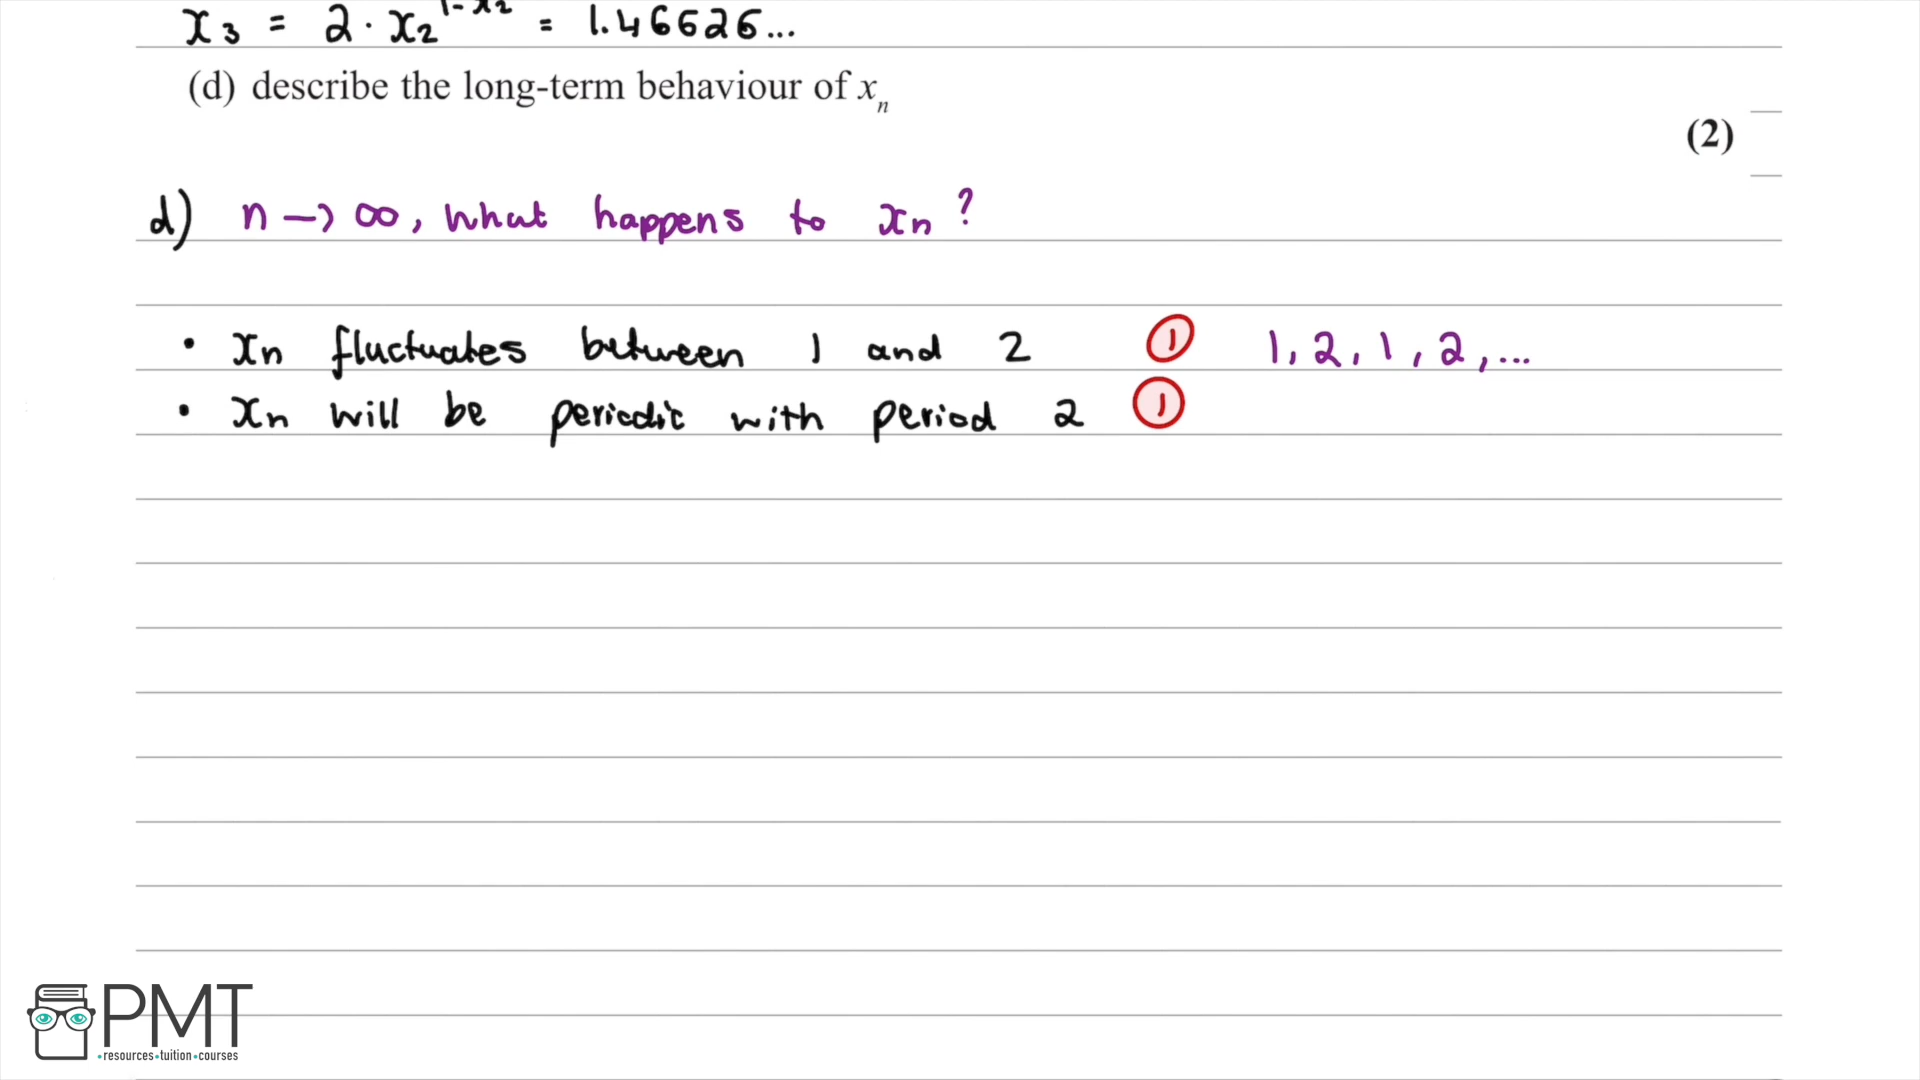 x₃ = 2 · x₂^(1-x₂) = 1.46626...
(d) describe the long-term behaviour of xₙ
(2)
d) n → ∞, what happens to xₙ?
• xₙ fluctuates between 1 and 2 ① 1, 2, 1, 2, ...
• xₙ will be periodic with period 2 ①
PMT
•resources•tuition•courses